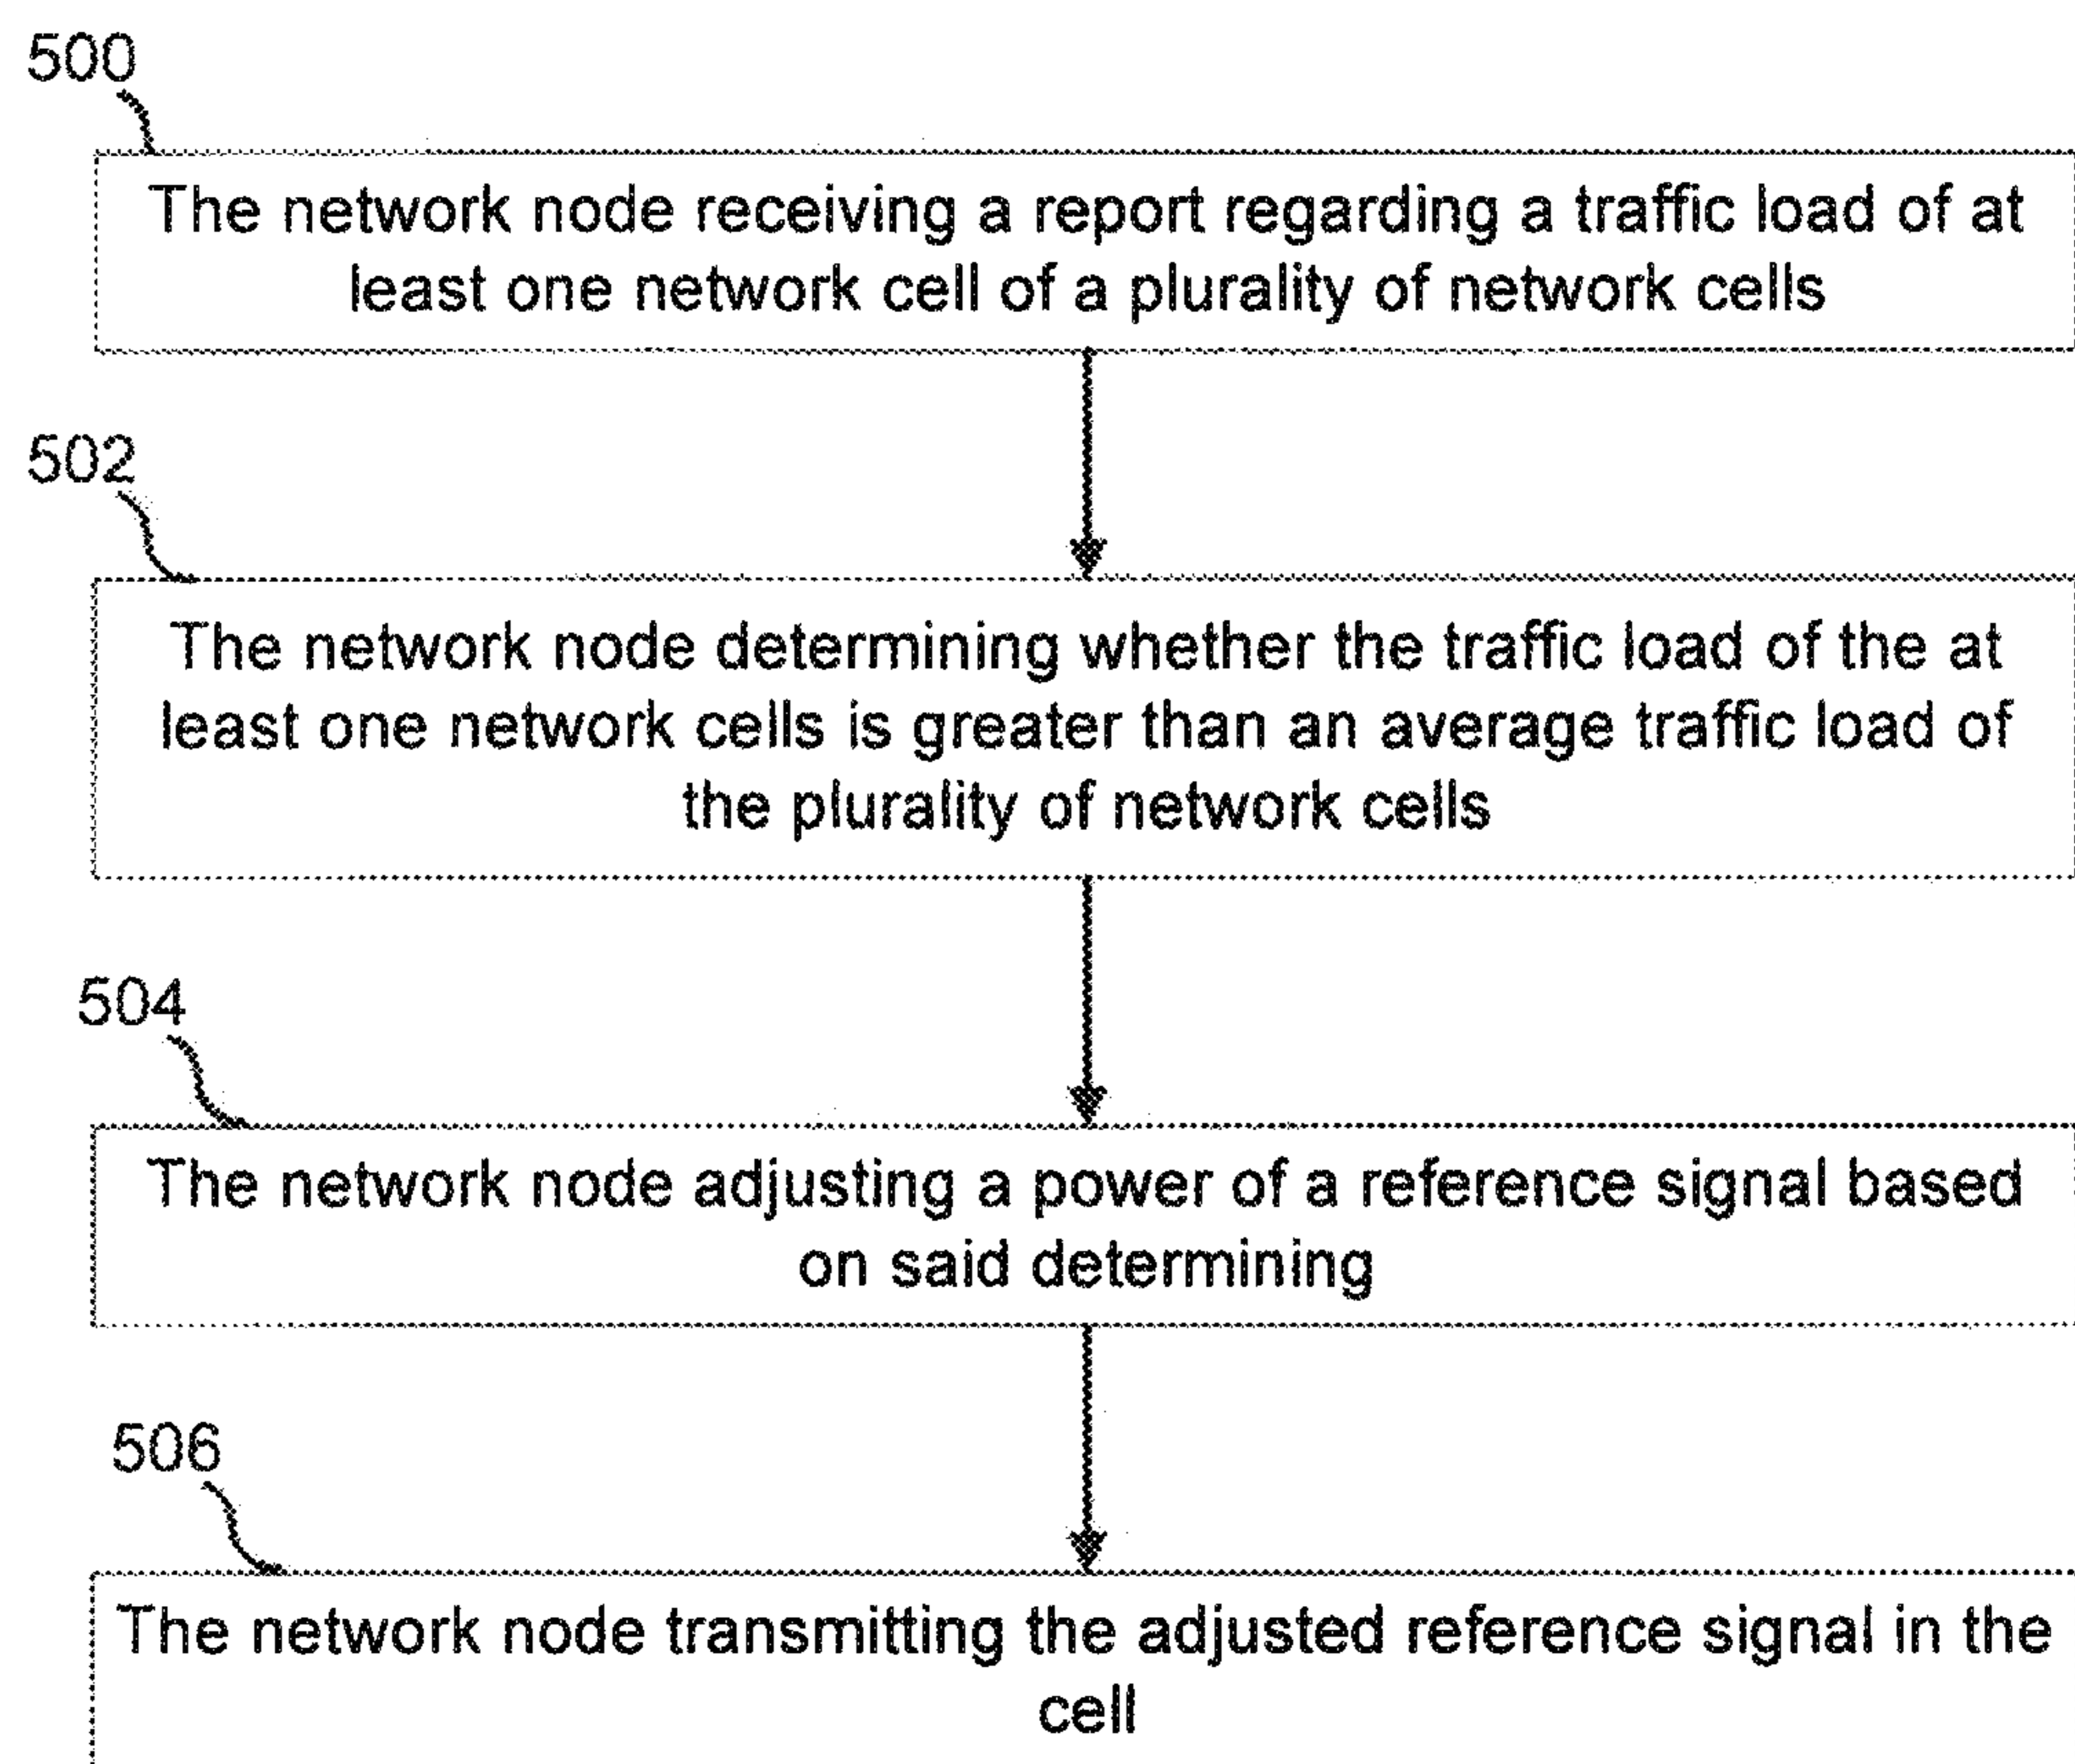 500
The network node receiving a report regarding a traffic load of at
least one network cell of a plurality of network cells
502
The network node determining whether the traffic load of the at
least one network cells is greater than an average traffic load of
the plurality of network cells
504
The network node adjusting a power of a reference signal based
on said determining
506
The network node transmitting the adjusted reference signal in the
cell